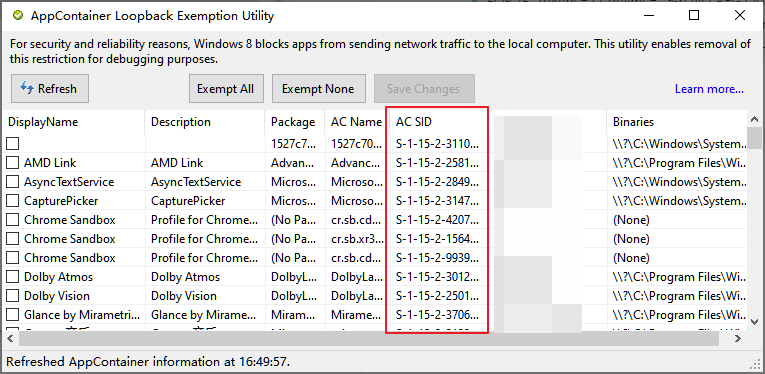 AppContainer Loopback Exemption Utility
For security and reliability reasons, Windows 8 blocks apps from sending network traffic to the local computer. This utility enables removal of
this restriction for debugging purposes.
Refresh Exempt All Exempt None Save Changes Learn more...
DisplayName Description Package AC Name AC SID Binaries
1527c7... 1527c70... S-1-15-2-3110... \\?\C:\Windows\System...
AMD Link AMD Link Advanc... Advanc... S-1-15-2-2581... \\?\C:\Program Files\Wi...
AsyncTextService AsyncTextService Micros... Microso... S-1-15-2-2849... \\?\C:\Windows\System...
CapturePicker CapturePicker Micros... Microso... S-1-15-2-3147... \\?\C:\Windows\System...
Chrome Sandbox Profile for Chrome... (No Pa... cr.sb.cd... S-1-15-2-4207... (None)
Chrome Sandbox Profile for Chrome... (No Pa... cr.sb.xr3... S-1-15-2-1564... (None)
Chrome Sandbox Profile for Chrome... (No Pa... cr.sb.cd... S-1-15-2-9939... (None)
Dolby Atmos Dolby Atmos DolbyL... DolbyLa... S-1-15-2-3012... \\?\C:\Program Files\Wi...
Dolby Vision Dolby Vision DolbyL... DolbyLa... S-1-15-2-2501... \\?\C:\Program Files\Wi...
Glance by Mirametri... Glance by Mirame... Miram... Mirame... S-1-15-2-3706... \\?\C:\Program Files\Wi...
Refreshed AppContainer information at 16:49:57.